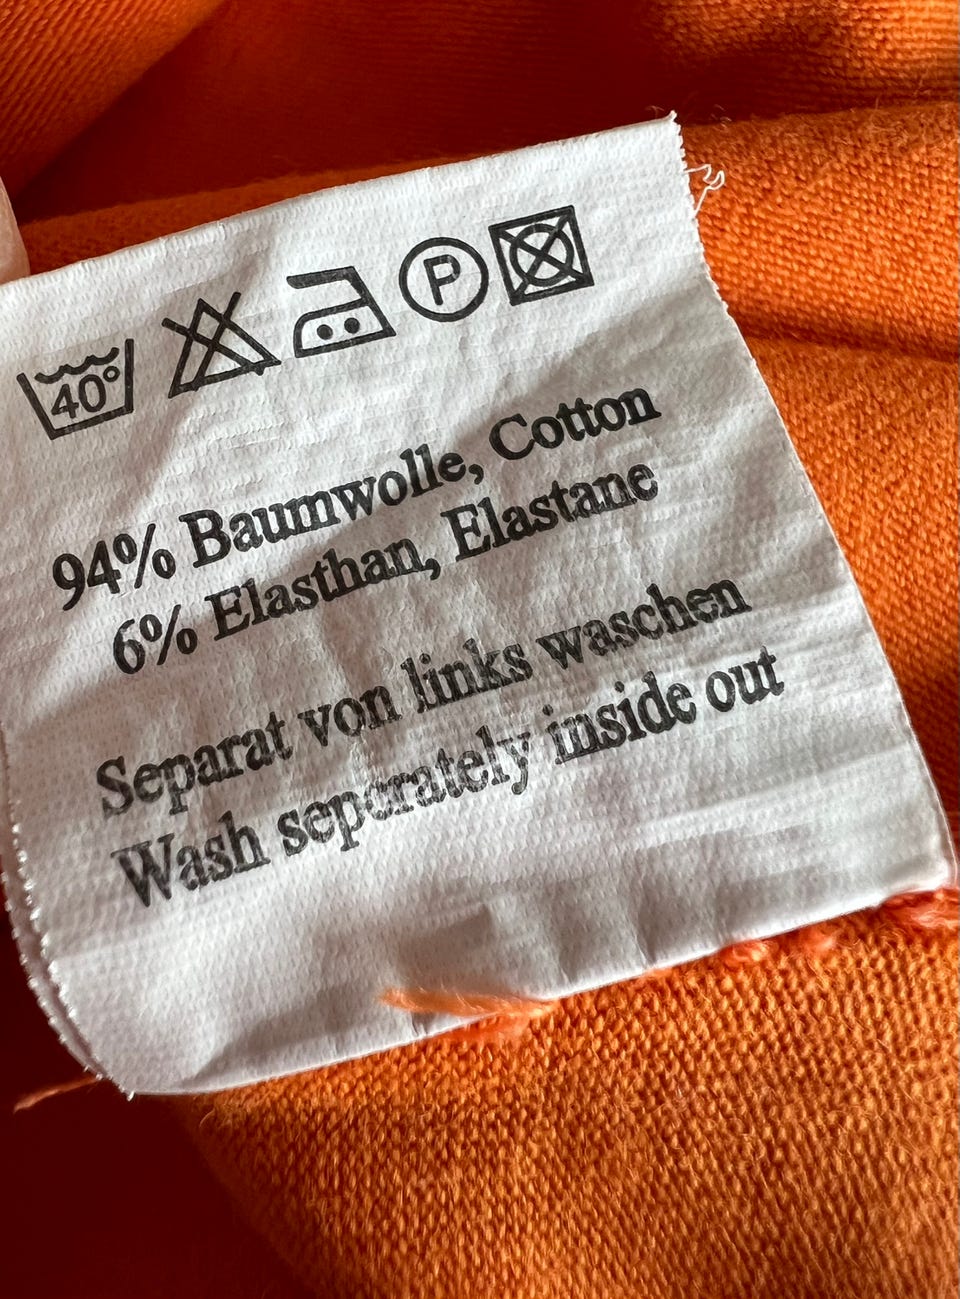 40° P
94% Baumwolle, Cotton
6% Elasthan, Elastane
Separat von links waschen
Wash seperately inside out